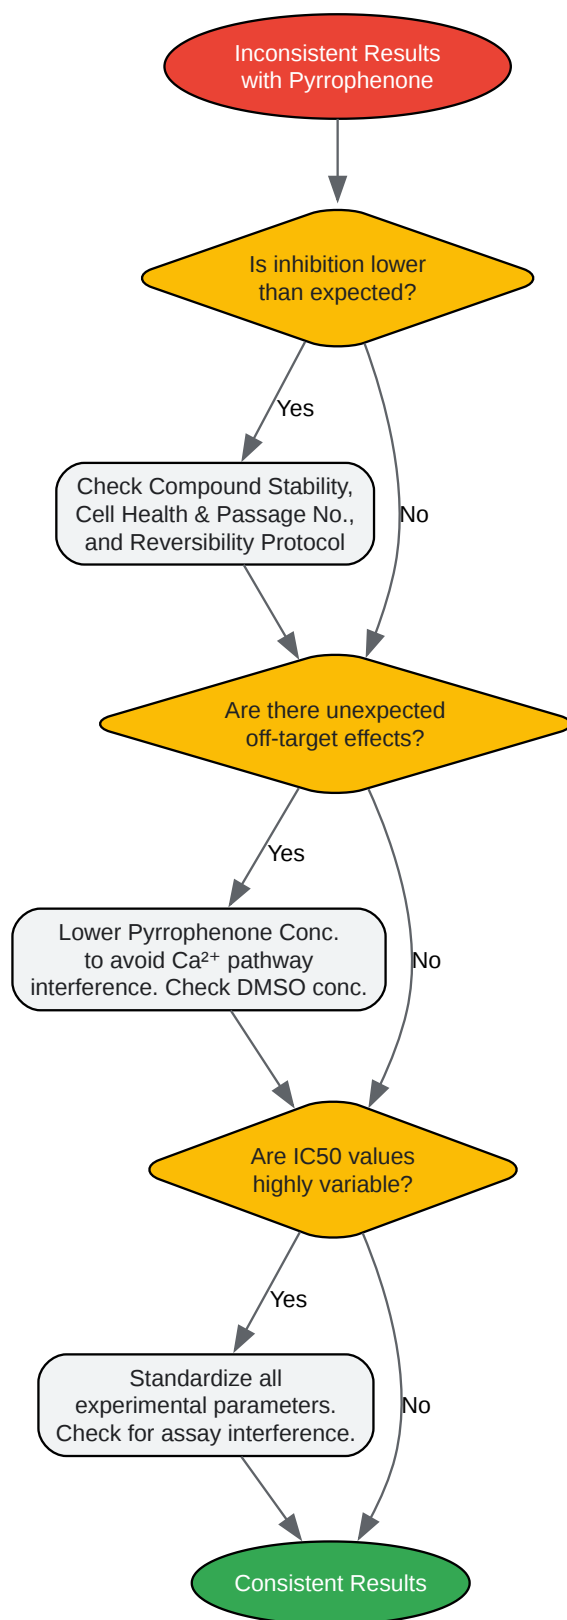 Inconsistent Results
with Pyrrophenone
Is inhibition lower
than expected?
Yes
Check Compound Stability,
Cell Health & Passage No.,
and Reversibility Protocol
No
Are there unexpected
off-target effects?
Yes
Lower Pyrrophenone Conc.
to avoid Ca²⁺ pathway
interference. Check DMSO conc.
No
Are IC50 values
highly variable?
Yes
Standardize all
experimental parameters.
Check for assay interference.
No
Consistent Results